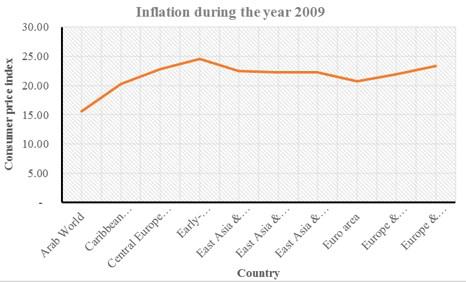 Inflation during the year 2009
Consumer price index
30.00
25.00
20.00
15.00
10.00
5.00
-
Arab World
Caribbean…
Central Europe…
Early-…
East Asia &…
East Asia &…
East Asia &…
Euro area
Europe &…
Europe &…
Country